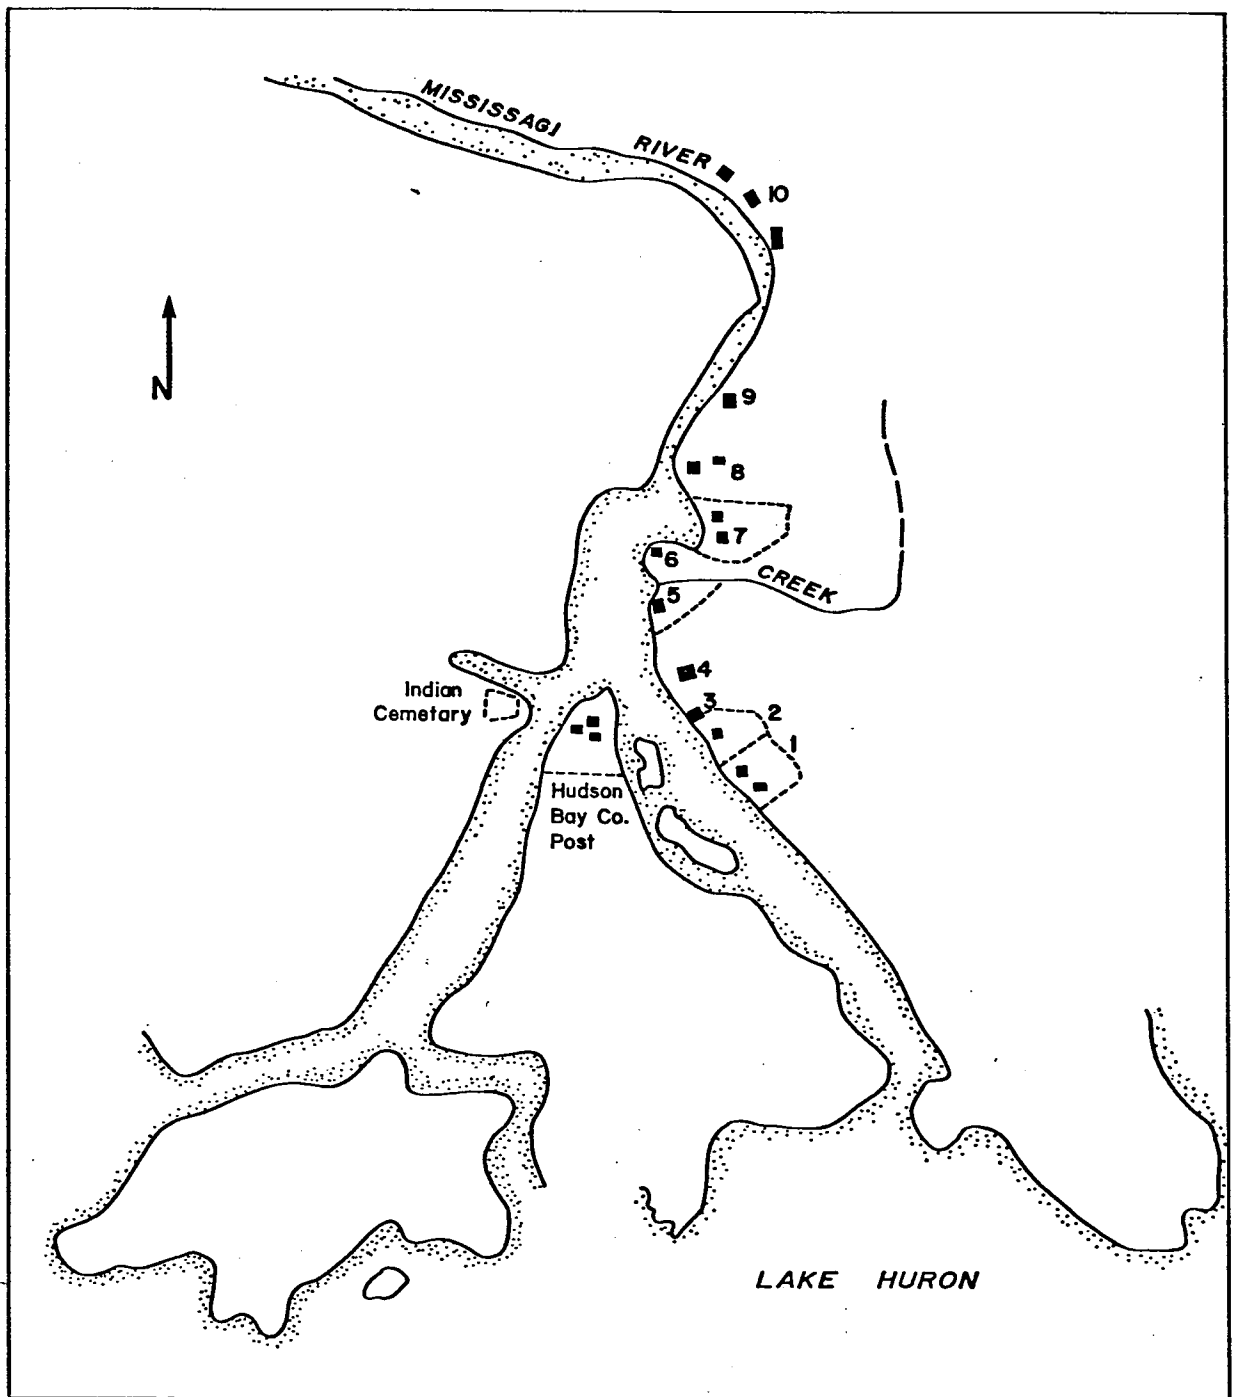 MISSISSAGI RIVER
10
N
9
8
7
6
CREEK
5
4
Indian
Cemetary
3
2
1
Hudson
Bay Co.
Post
LAKE HURON